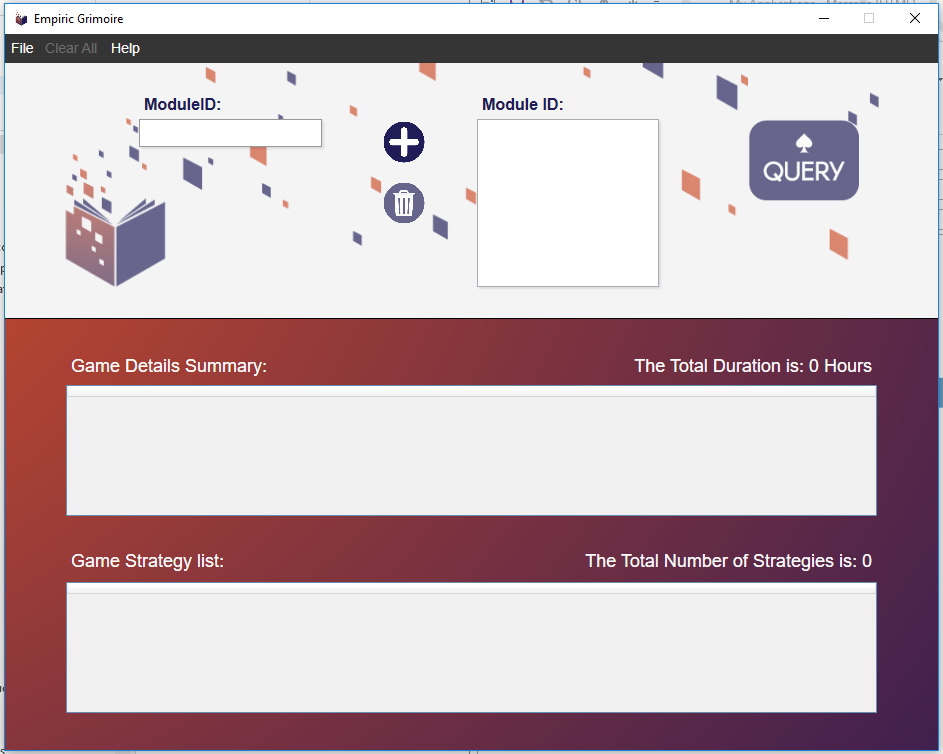 Empiric Grimoire
File Clear All Help
ModuleID:
Module ID:
QUERY
Game Details Summary:
The Total Duration is: 0 Hours
Game Strategy list:
The Total Number of Strategies is: 0